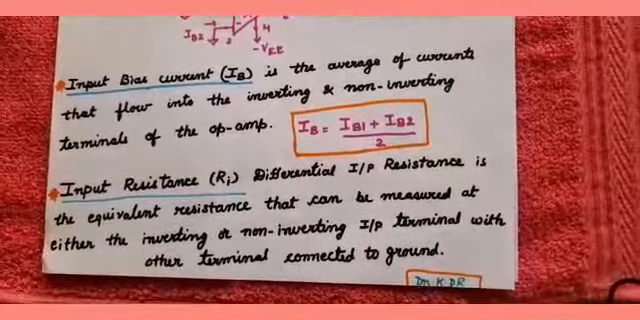 IB2
2
4
-VEE
*Input Bias current (IB) is the average of currents
that flow into the inverting & non-inverting
terminals of the op-amp.
IB = IB1 + IB2
2
*Input Resistance (Ri) Differential I/P Resistance is
the equivalent resistance that can be measured at
either the inverting or non-inverting I/P terminal with
other terminal connected to ground.
Dr. K.DR